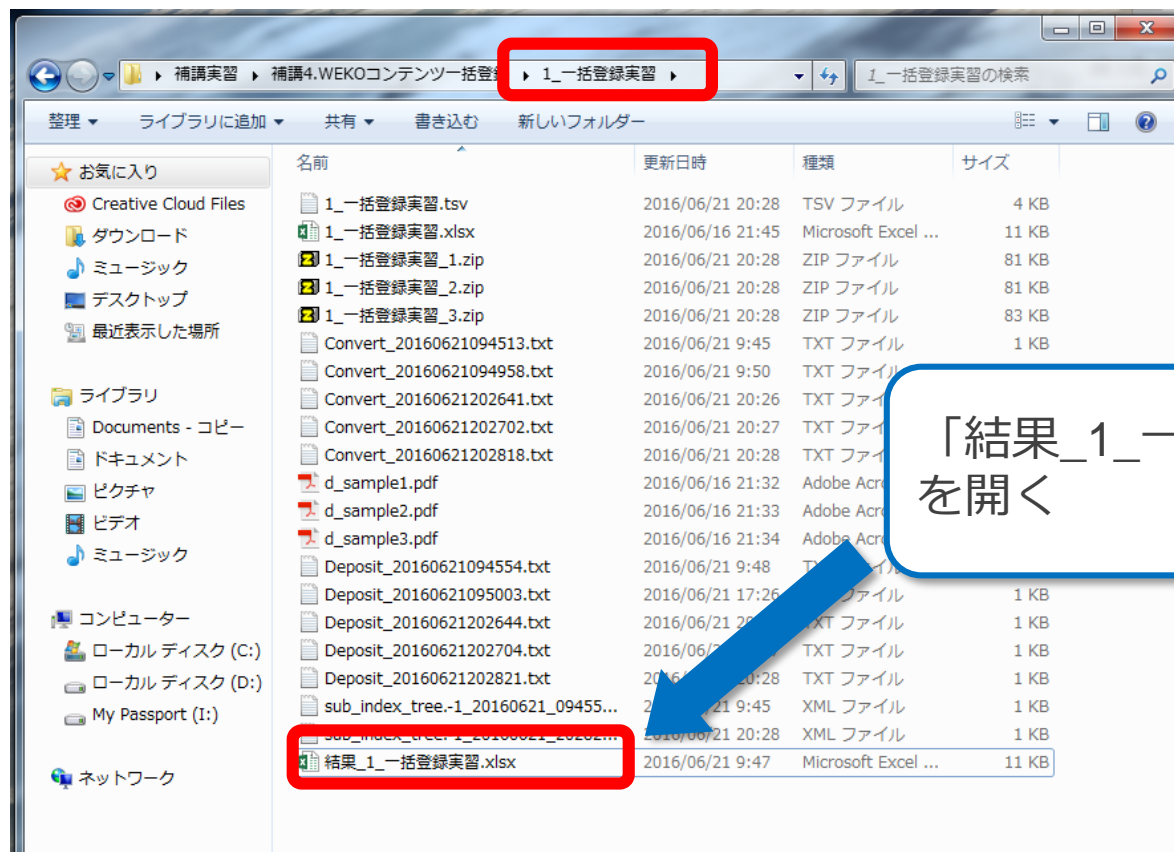 補講実習 ▶ 補講4.WEKOコンテンツ一括登 ▶ 1_一括登録実習 ▶
1_一括登録実習の検索
整理 ライブラリに追加 共有 書き込む 新しいフォルダー
お気に入り
Creative Cloud Files
ダウンロード
ミュージック
デスクトップ
最近表示した場所
ライブラリ
Documents - コピー
ドキュメント
ピクチャ
ビデオ
ミュージック
コンピューター
ローカル ディスク (C:)
ローカル ディスク (D:)
My Passport (I:)
ネットワーク
名前 更新日時 種類 サイズ
1_一括登録実習.tsv 2016/06/21 20:28 TSV ファイル 4 KB
1_一括登録実習.xlsx 2016/06/16 21:45 Microsoft Excel ... 11 KB
1_一括登録実習_1.zip 2016/06/21 20:28 ZIP ファイル 81 KB
1_一括登録実習_2.zip 2016/06/21 20:28 ZIP ファイル 81 KB
1_一括登録実習_3.zip 2016/06/21 20:28 ZIP ファイル 83 KB
Convert_20160621094513.txt 2016/06/21 9:45 TXT ファイル 1 KB
Convert_20160621094958.txt 2016/06/21 9:50 TXT ファイル
Convert_20160621202641.txt 2016/06/21 20:26 TXT ファ
Convert_20160621202702.txt 2016/06/21 20:27 TXT ファ
Convert_20160621202818.txt 2016/06/21 20:28 TXT ファ
d_sample1.pdf 2016/06/16 21:32 Adobe Acr
d_sample2.pdf 2016/06/16 21:33 Adobe Acr
d_sample3.pdf 2016/06/16 21:34 Adobe Acr
Deposit_20160621094554.txt 2016/06/21 9:48
Deposit_20160621095003.txt 2016/06/21 17:26 ファイル 1 KB
Deposit_20160621202644.txt 2016/06/21 TXT ファイル 1 KB
Deposit_20160621202704.txt TXT ファイル 1 KB
Deposit_20160621202821.txt TXT ファイル 1 KB
sub_index_tree.-1_20160621_09455... 9:45 XML ファイル 1 KB
20:28 XML ファイル 1 KB
結果_1_一括登録実習.xlsx 2016/06/21 9:47 Microsoft Excel ... 11 KB
「結果_1_一
を開く